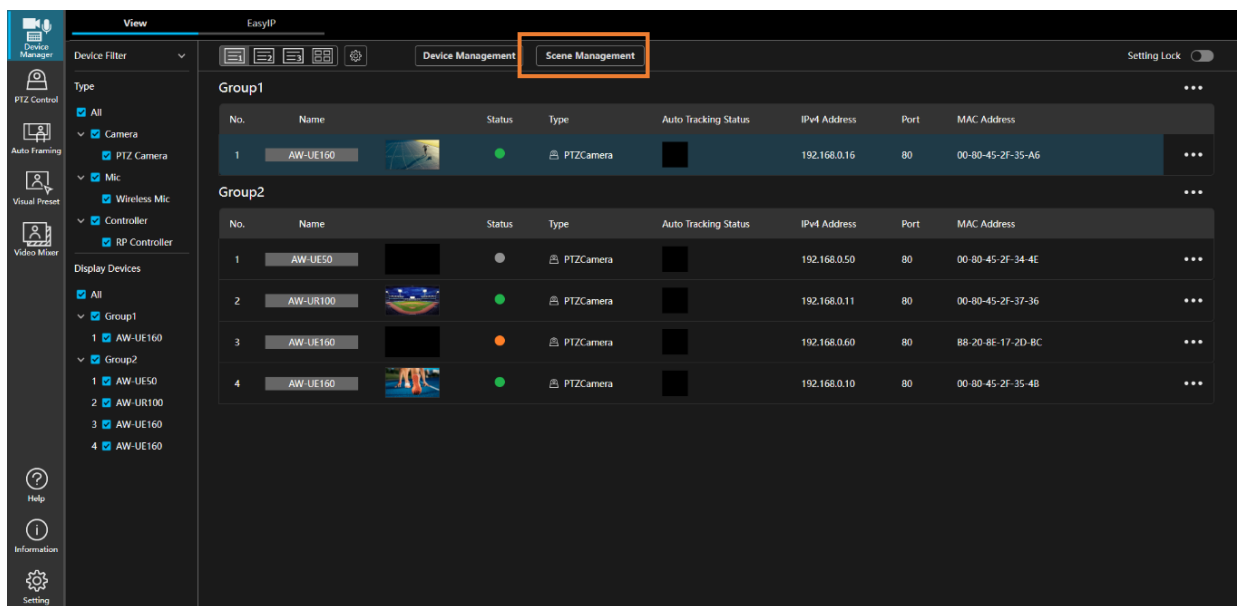 View EasyIP
Device Manager
PTZ Control
Auto Framing
Visual Preset
Video Mixer
Help
Information
Setting
Device Filter
Type
All
Camera
PTZ Camera
Mic
Wireless Mic
Controller
RP Controller
Display Devices
All
Group1
1 AW-UE160
Group2
1 AW-UE50
2 AW-UR100
3 AW-UE160
4 AW-UE160
1 2 3 Device Management Scene Management Setting Lock
Group1
No. Name Status Type Auto Tracking Status IPv4 Address Port MAC Address
1 AW-UE160 PTZCamera 192.168.0.16 80 00-80-45-2F-35-A6
Group2
No. Name Status Type Auto Tracking Status IPv4 Address Port MAC Address
1 AW-UE50 PTZCamera 192.168.0.50 80 00-80-45-2F-34-4E
2 AW-UR100 PTZCamera 192.168.0.11 80 00-80-45-2F-37-36
3 AW-UE160 PTZCamera 192.168.0.60 80 B8-20-8E-17-2D-BC
4 AW-UE160 PTZCamera 192.168.0.10 80 00-80-45-2F-35-4B